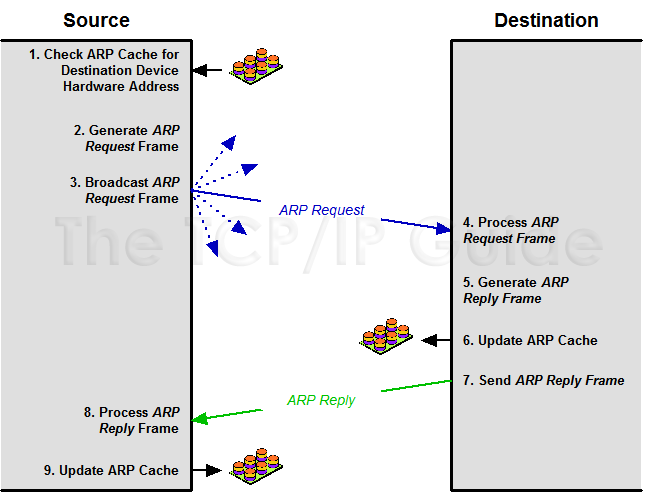 Source
Destination
1. Check ARP Cache for
Destination Device
Hardware Address
2. Generate ARP
Request Frame
3. Broadcast ARP
Request Frame
ARP Request
4. Process ARP
Request Frame
The TCP/IP Guide
5. Generate ARP
Reply Frame
6. Update ARP Cache
7. Send ARP Reply Frame
ARP Reply
8. Process ARP
Reply Frame
9. Update ARP Cache